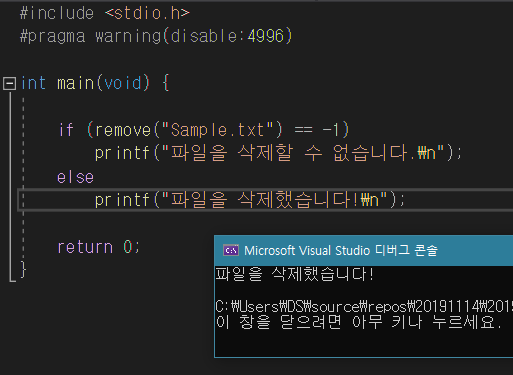 #include <stdio.h>
#pragma warning(disable:4996)
int main(void) {
if (remove("Sample.txt") == -1)
printf("파일을 삭제할 수 없습니다.₩n");
else
printf("파일을 삭제했습니다!₩n");
return 0;
}
Microsoft Visual Studio 디버그 콘솔
파일을 삭제했습니다!
C:₩Users₩DS₩source₩repos₩20191114₩201
이 창을 닫으려면 아무 키나 누르세요.